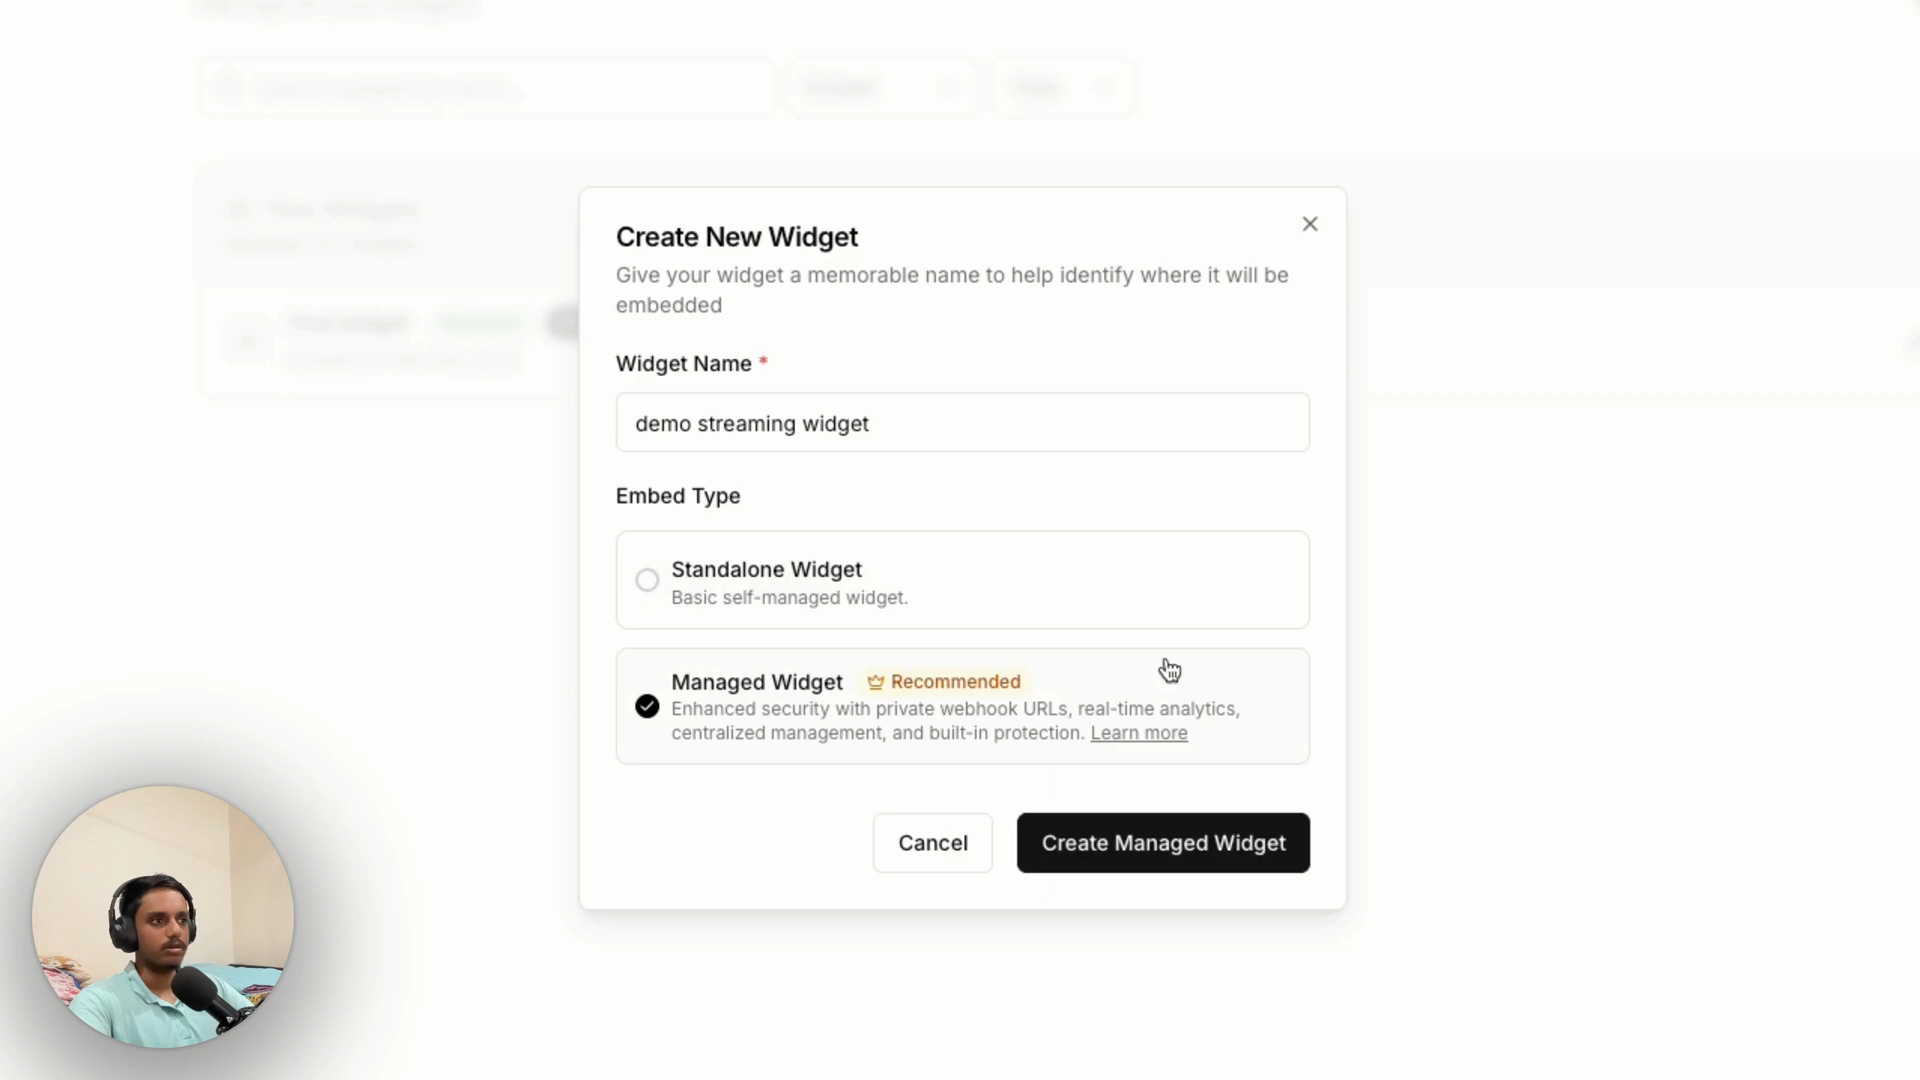 Create New Widget
Give your widget a memorable name to help identify where it will be
embedded
Widget Name *
demo streaming widget
Embed Type
Standalone Widget
Basic self-managed widget.
Managed Widget Recommended
Enhanced security with private webhook URLs, real-time analytics,
centralized management, and built-in protection. Learn more
Cancel
Create Managed Widget